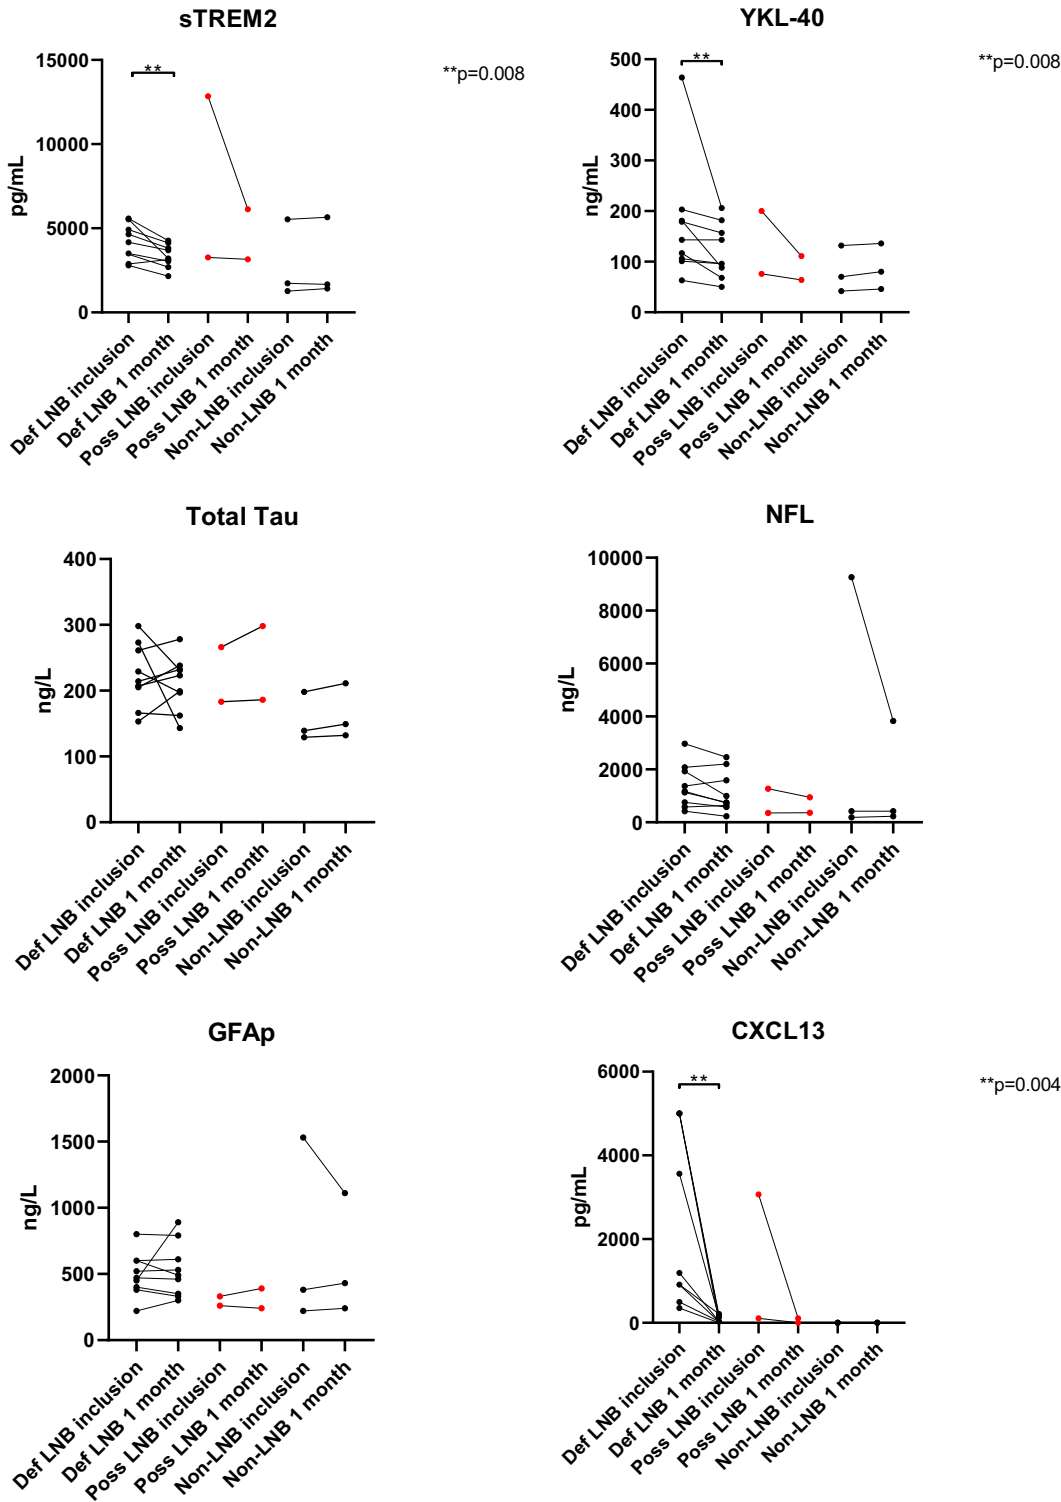 sTREM2
**
**p=0.008
15000
10000
5000
0
pg/mL
Def LNB inclusion
Def LNB 1 month
Poss LNB inclusion
Poss LNB 1 month
Non-LNB inclusion
Non-LNB 1 month
YKL-40
**
**p=0.008
500
400
300
200
100
0
ng/mL
Def LNB inclusion
Def LNB 1 month
Poss LNB inclusion
Poss LNB 1 month
Non-LNB inclusion
Non-LNB 1 month
Total Tau
400
300
200
100
0
ng/L
Def LNB inclusion
Def LNB 1 month
Poss LNB inclusion
Poss LNB 1 month
Non-LNB inclusion
Non-LNB 1 month
NFL
10000
8000
6000
4000
2000
0
ng/L
Def LNB inclusion
Def LNB 1 month
Poss LNB inclusion
Poss LNB 1 month
Non-LNB inclusion
Non-LNB 1 month
GFAp
2000
1500
1000
500
0
ng/L
Def LNB inclusion
Def LNB 1 month
Poss LNB inclusion
Poss LNB 1 month
Non-LNB inclusion
Non-LNB 1 month
CXCL13
**
**p=0.004
6000
4000
2000
0
pg/mL
Def LNB inclusion
Def LNB 1 month
Poss LNB inclusion
Poss LNB 1 month
Non-LNB inclusion
Non-LNB 1 month